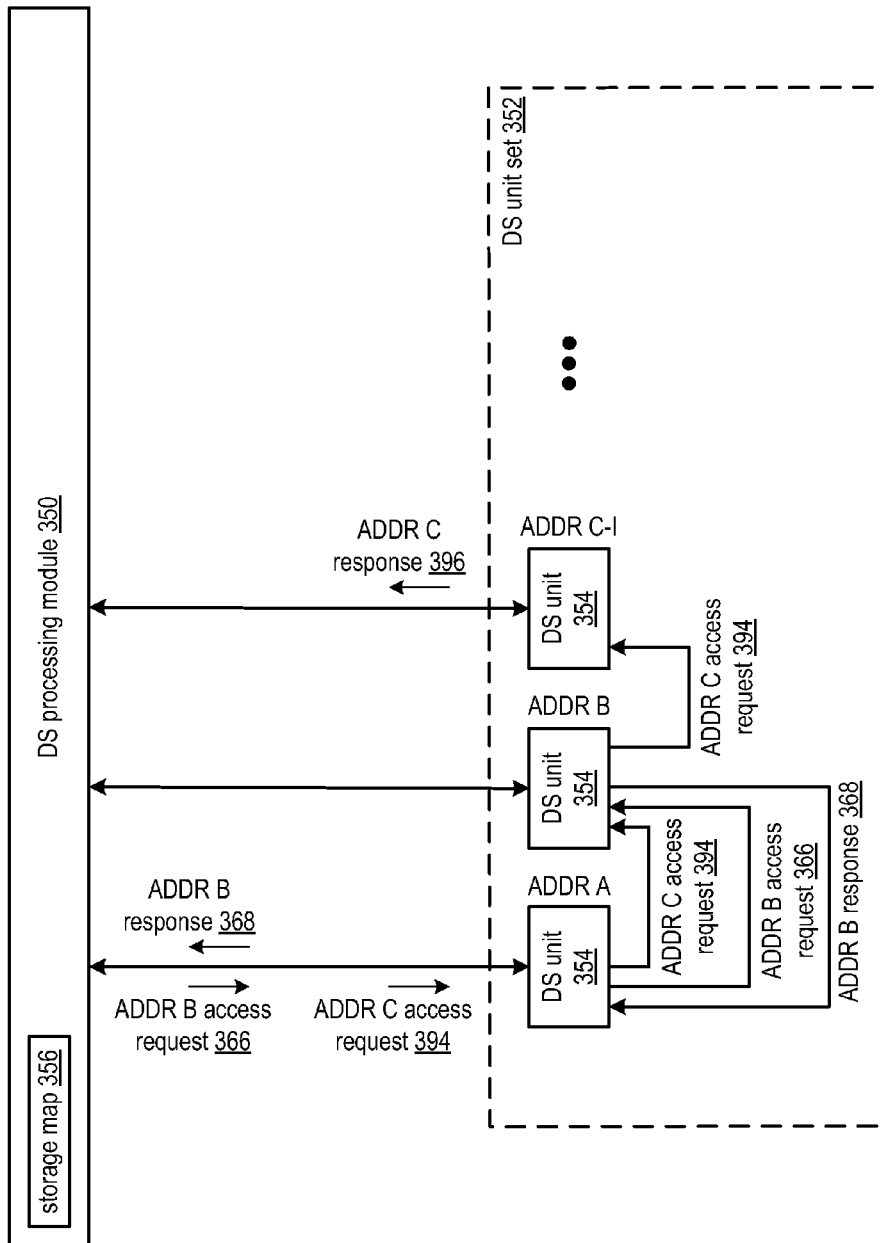 DS processing module 350
storage map 356
ADDR B
response 368
ADDR B access
request 366
ADDR C access
request 394
ADDR C
response 396
DS unit set 352
ADDR A
DS unit
354
ADDR B
DS unit
354
ADDR C-I
DS unit
354
ADDR C access
request 394
ADDR B access
request 366
ADDR B response 368
ADDR C access
request 394